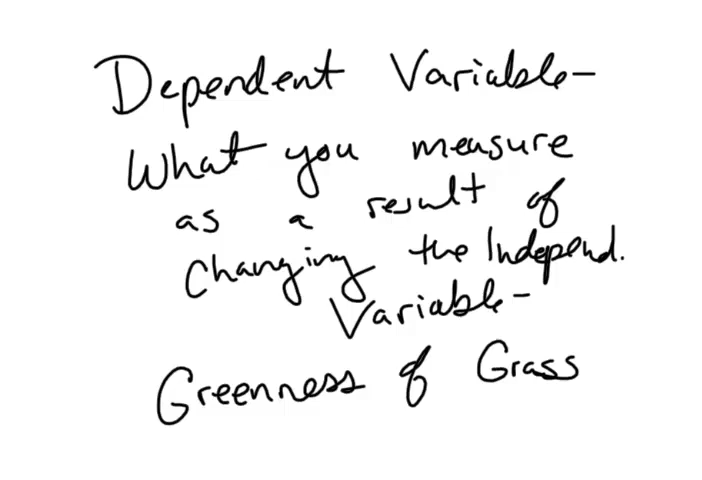 Dependent Variable-
What you measure
as a result of
Changing the Independ.
Variable-
Greenness of Grass